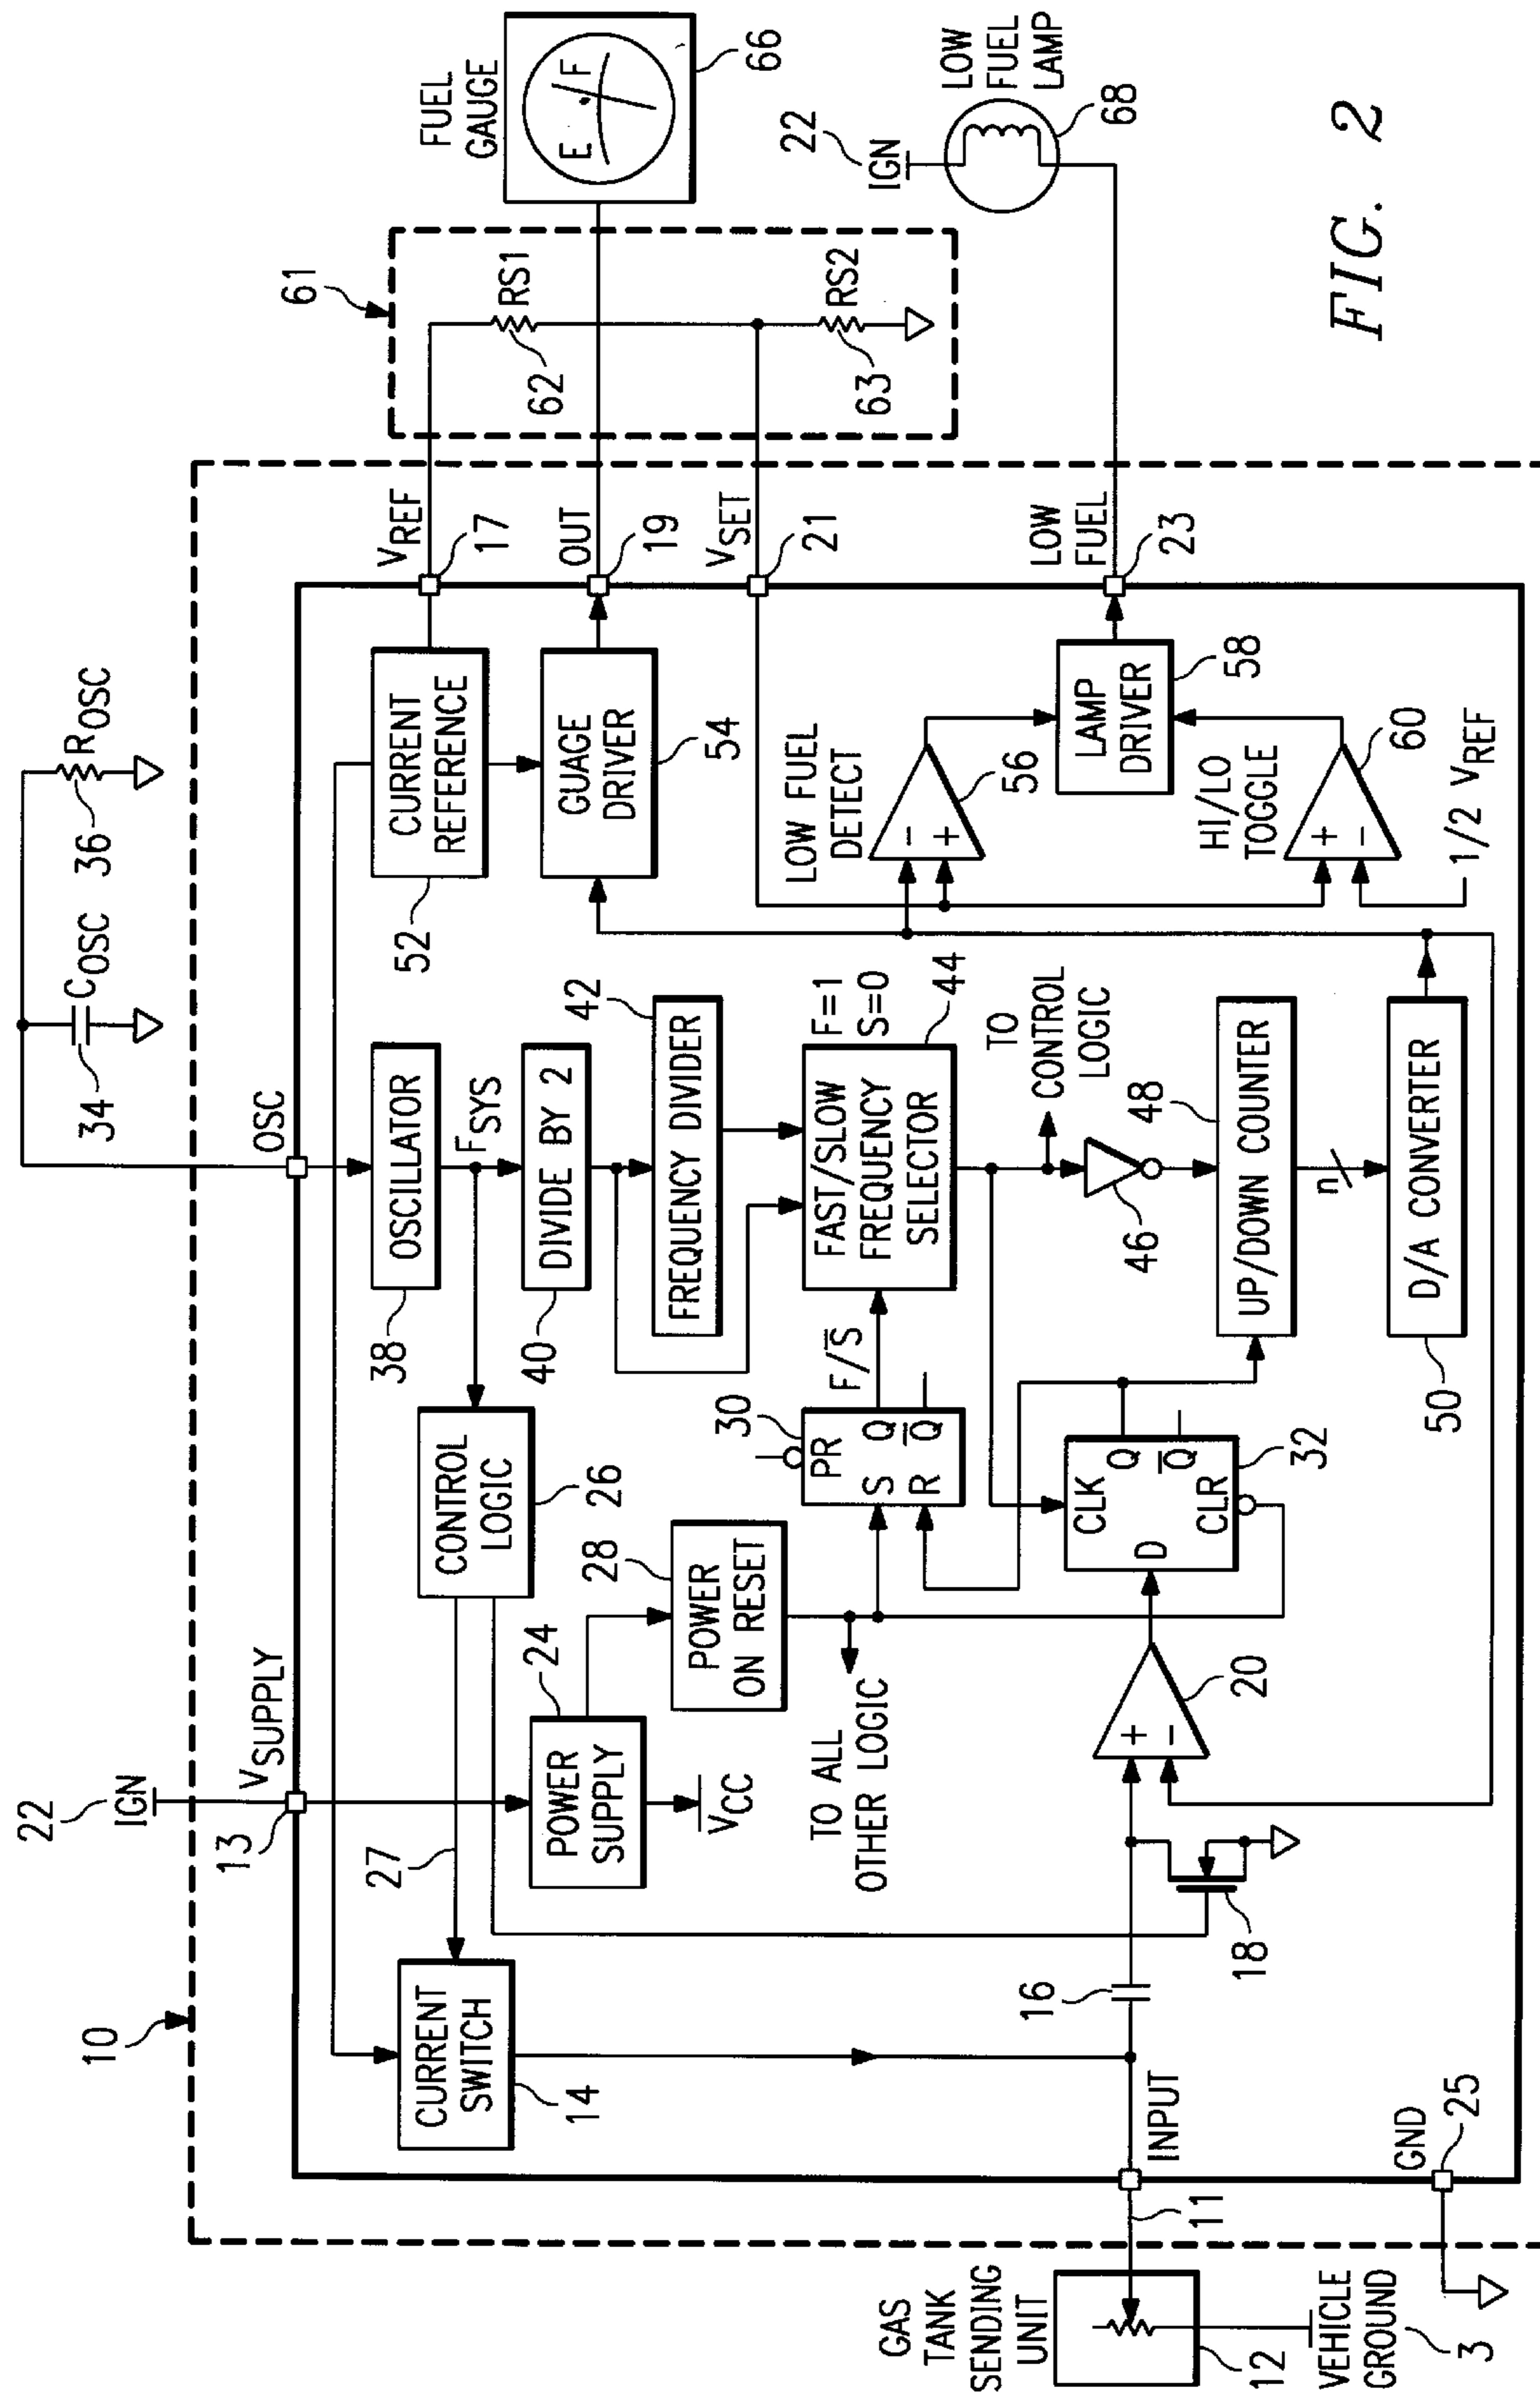 22
IGN
13
VSUPPLY
10
OSC
34
COSC
36
ROSC
61
VREF
17
FUEL
GAUGE
E
F
66
CURRENT
SWITCH
14
27
CONTROL
LOGIC
26
OSCILLATOR
38
FSYS
DIVIDE BY 2
40
FREQUENCY DIVIDER
42
CURRENT
REFERENCE
52
GUAGE
DRIVER
54
OUT
19
62
RS1
POWER
SUPPLY
24
VCC
POWER
ON RESET
28
TO ALL
OTHER LOGIC
30
PR
S
Q
R
Q
F/S
FAST/SLOW
FREQUENCY
SELECTOR
F=1
S=0
44
TO
CONTROL
LOGIC
46
VSET
21
63
RS2
LOW FUEL
DETECT
-
+
56
LAMP
DRIVER
58
LOW
FUEL
23
22
IGN
LOW
FUEL
LAMP
68
HI/LO
TOGGLE
+
-
60
1/2 VREF
GAS
TANK
SENDING
UNIT
12
VEHICLE
GROUND
3
11
INPUT
GND
25
16
18
+
-
20
CLK
D
Q
Q
CLR
32
UP/DOWN COUNTER
48
n
D/A CONVERTER
50
FIG. 2